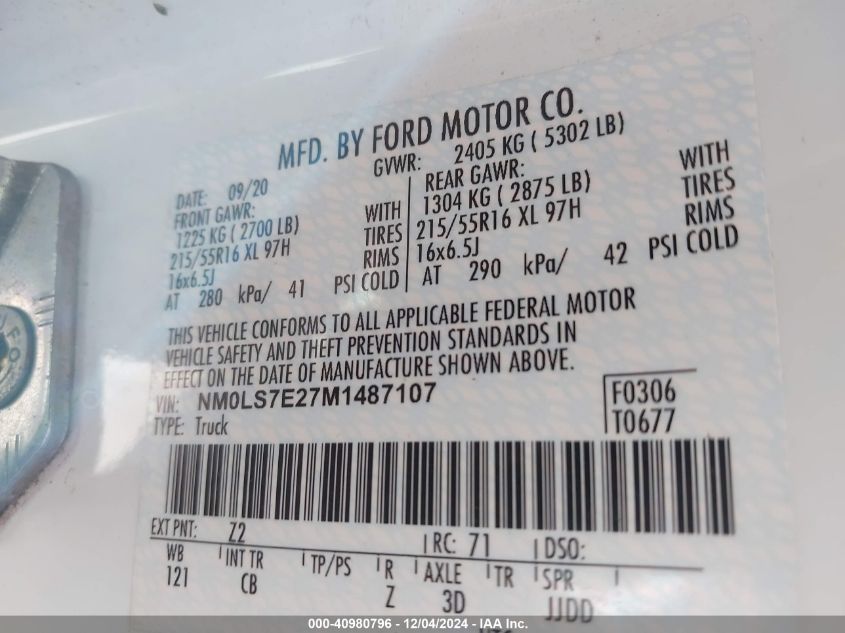 MFD. BY FORD MOTOR CO.
DATE: 09/20
GVWR: 2405 KG ( 5302 LB)
FRONT GAWR:
1225 KG ( 2700 LB) WITH
215/55R16 XL 97H TIRES
16x6.5J RIMS
AT 280 kPa/ 41 PSI COLD
REAR GAWR:
1304 KG ( 2875 LB) WITH
215/55R16 XL 97H TIRES
16x6.5J RIMS
AT 290 kPa/ 42 PSI COLD
THIS VEHICLE CONFORMS TO ALL APPLICABLE FEDERAL MOTOR
VEHICLE SAFETY AND THEFT PREVENTION STANDARDS IN
EFFECT ON THE DATE OF MANUFACTURE SHOWN ABOVE.
VIN: NM0LS7E27M1487107
TYPE: Truck
F0306
T0677
EXT PNT: Z2 RC: 71 DSO:
WB INT TR TP/PS R AXLE TR SPR
121 CB Z 3D JJDD
000-40980796 - 12/04/2024 - IAA Inc.